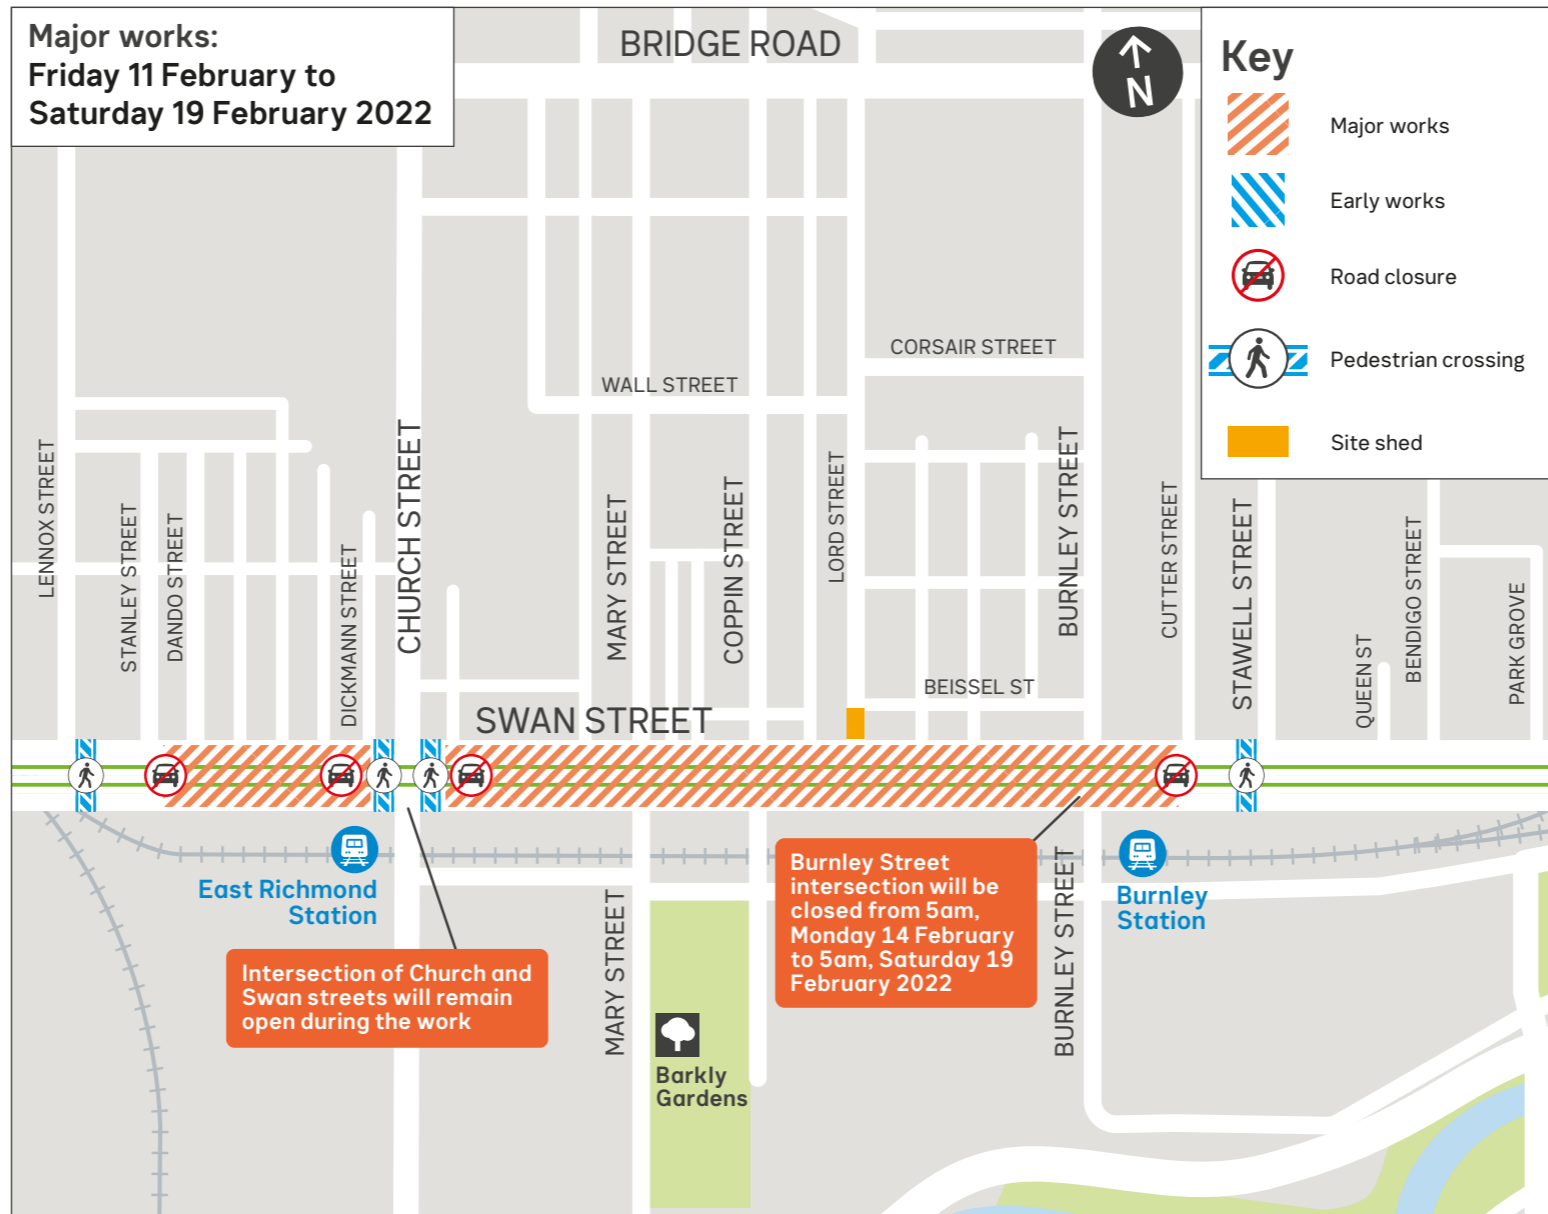 Major works:
Friday 11 February to
Saturday 19 February 2022
BRIDGE ROAD
N
Key
Major works
Early works
Road closure
Pedestrian crossing
Site shed
CORSAIR STREET
WALL STREET
LENNOX STREET
STANLEY STREET
DANDO STREET
DICKMANN STREET
CHURCH STREET
MARY STREET
COPPIN STREET
LORD STREET
BURNLEY STREET
CUTTER STREET
STAWELL STREET
QUEEN ST
BENDIGO STREET
PARK GROVE
BEISSEL ST
SWAN STREET
East Richmond
Station
Burnley
Station
Intersection of Church and
Swan streets will remain
open during the work
Burnley Street
intersection will be
closed from 5am,
Monday 14 February
to 5am, Saturday 19
February 2022
MARY STREET
BURNLEY STREET
Barkly
Gardens